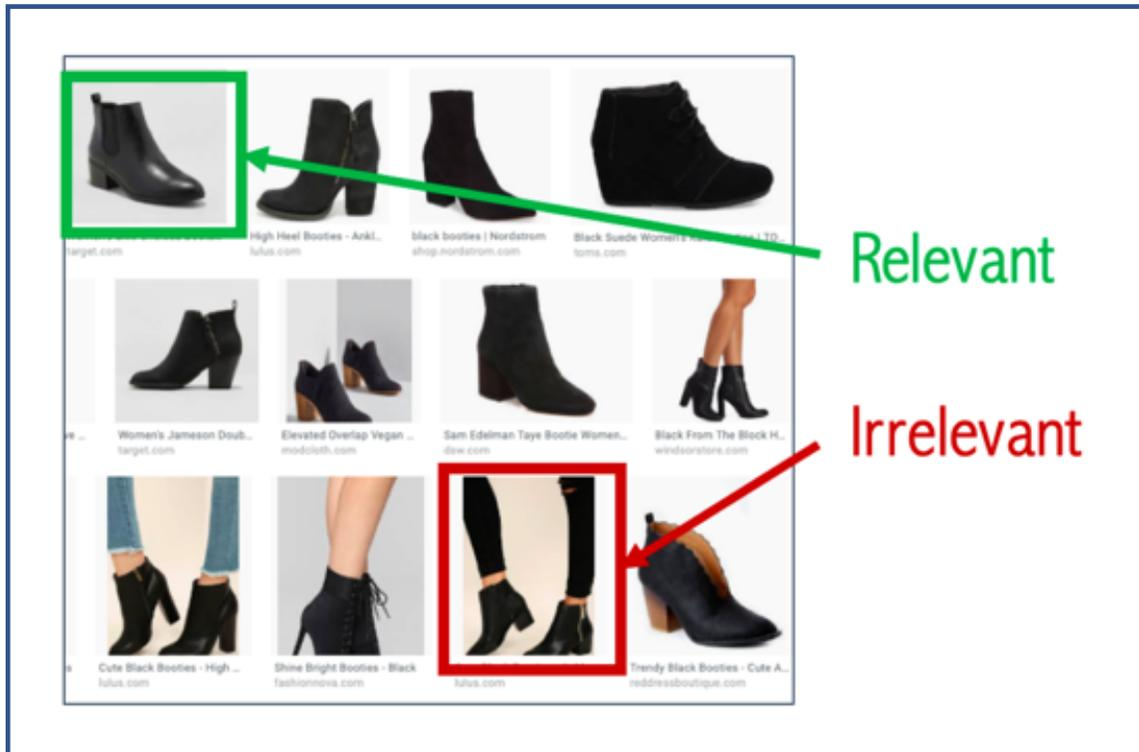 target.com
High Heel Booties - Ankl...
lulus.com
black booties | Nordstrom
shop.nordstrom.com
Black Suede Women's
toms.com
Relevant
Women's Jameson Doub...
target.com
Elevated Overlap Vegan ...
modcloth.com
Sam Edelman Taye Bootie Women...
dsw.com
Black From The Block H...
windsorstore.com
Irrelevant
Cute Black Booties - High ...
lulus.com
Shine Bright Booties - Black
fashionnova.com
lulus.com
Trendy Black Booties - Cute A...
reddressboutique.com